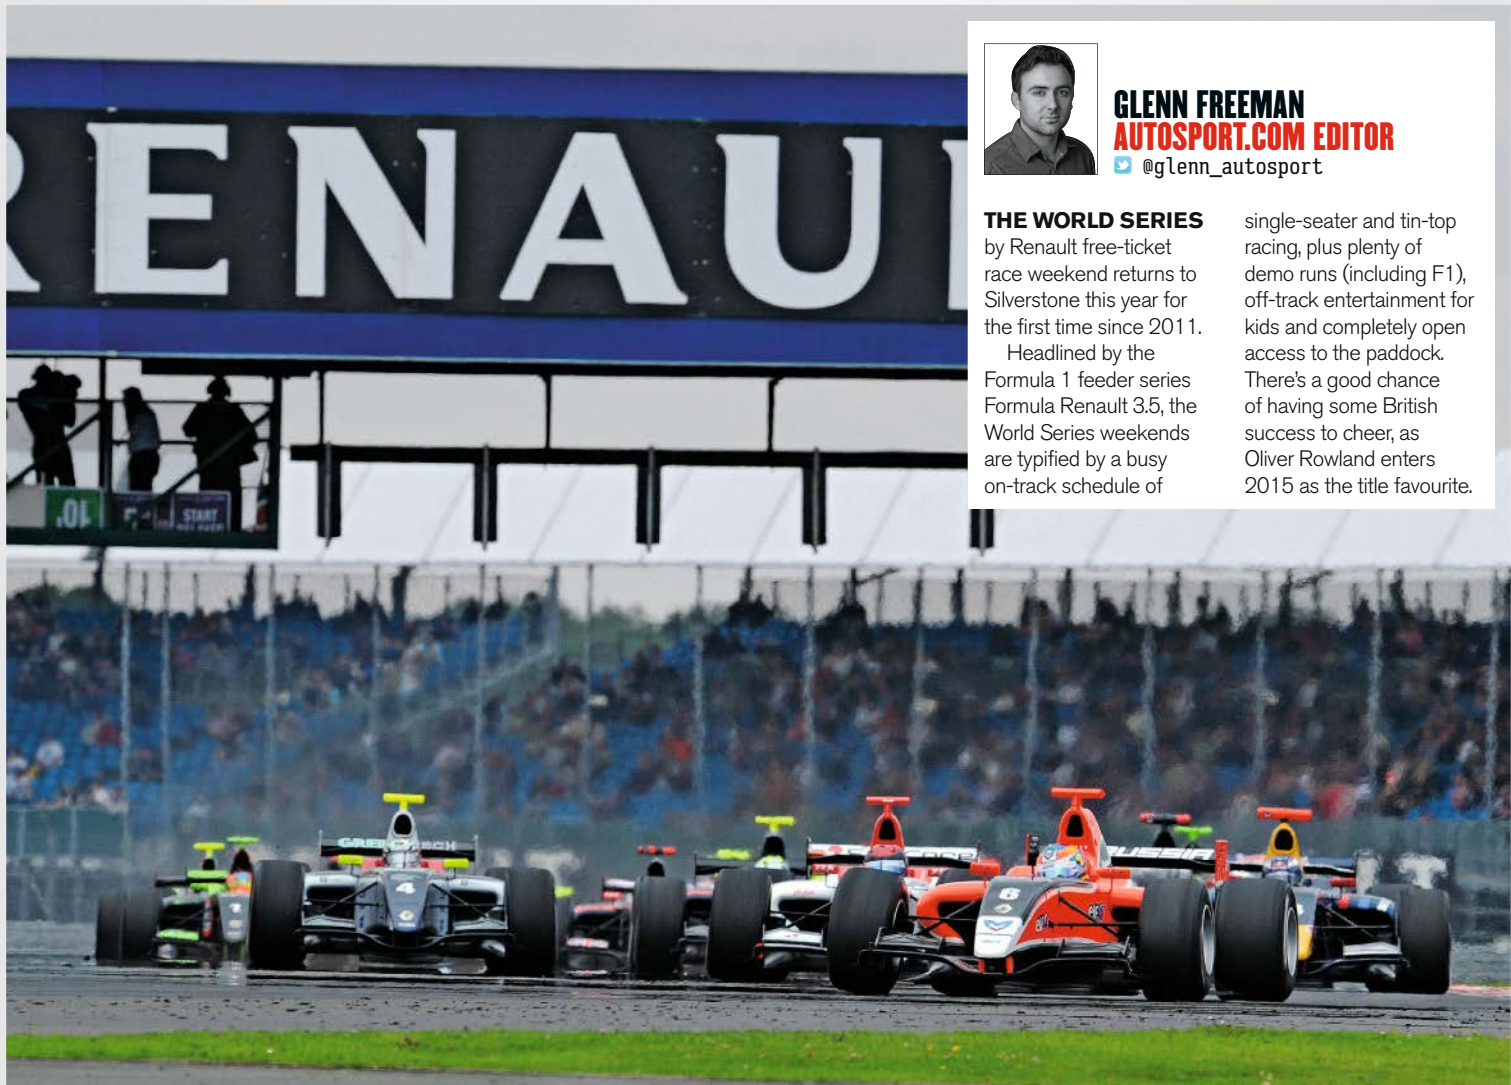 RENAU
GLENN FREEMAN
AUTOSPORT.COM EDITOR
@glenn_autosport
THE WORLD SERIES
by Renault free-ticket
race weekend returns to
Silverstone this year for
the first time since 2011.
Headlined by the
Formula 1 feeder series
Formula Renault 3.5, the
World Series weekends
are typified by a busy
on-track schedule of
single-seater and tin-top
racing, plus plenty of
demo runs (including F1),
off-track entertainment for
kids and completely open
access to the paddock.
There's a good chance
of having some British
success to cheer, as
Oliver Rowland enters
2015 as the title favourite.
START
4
6
RUSSIA